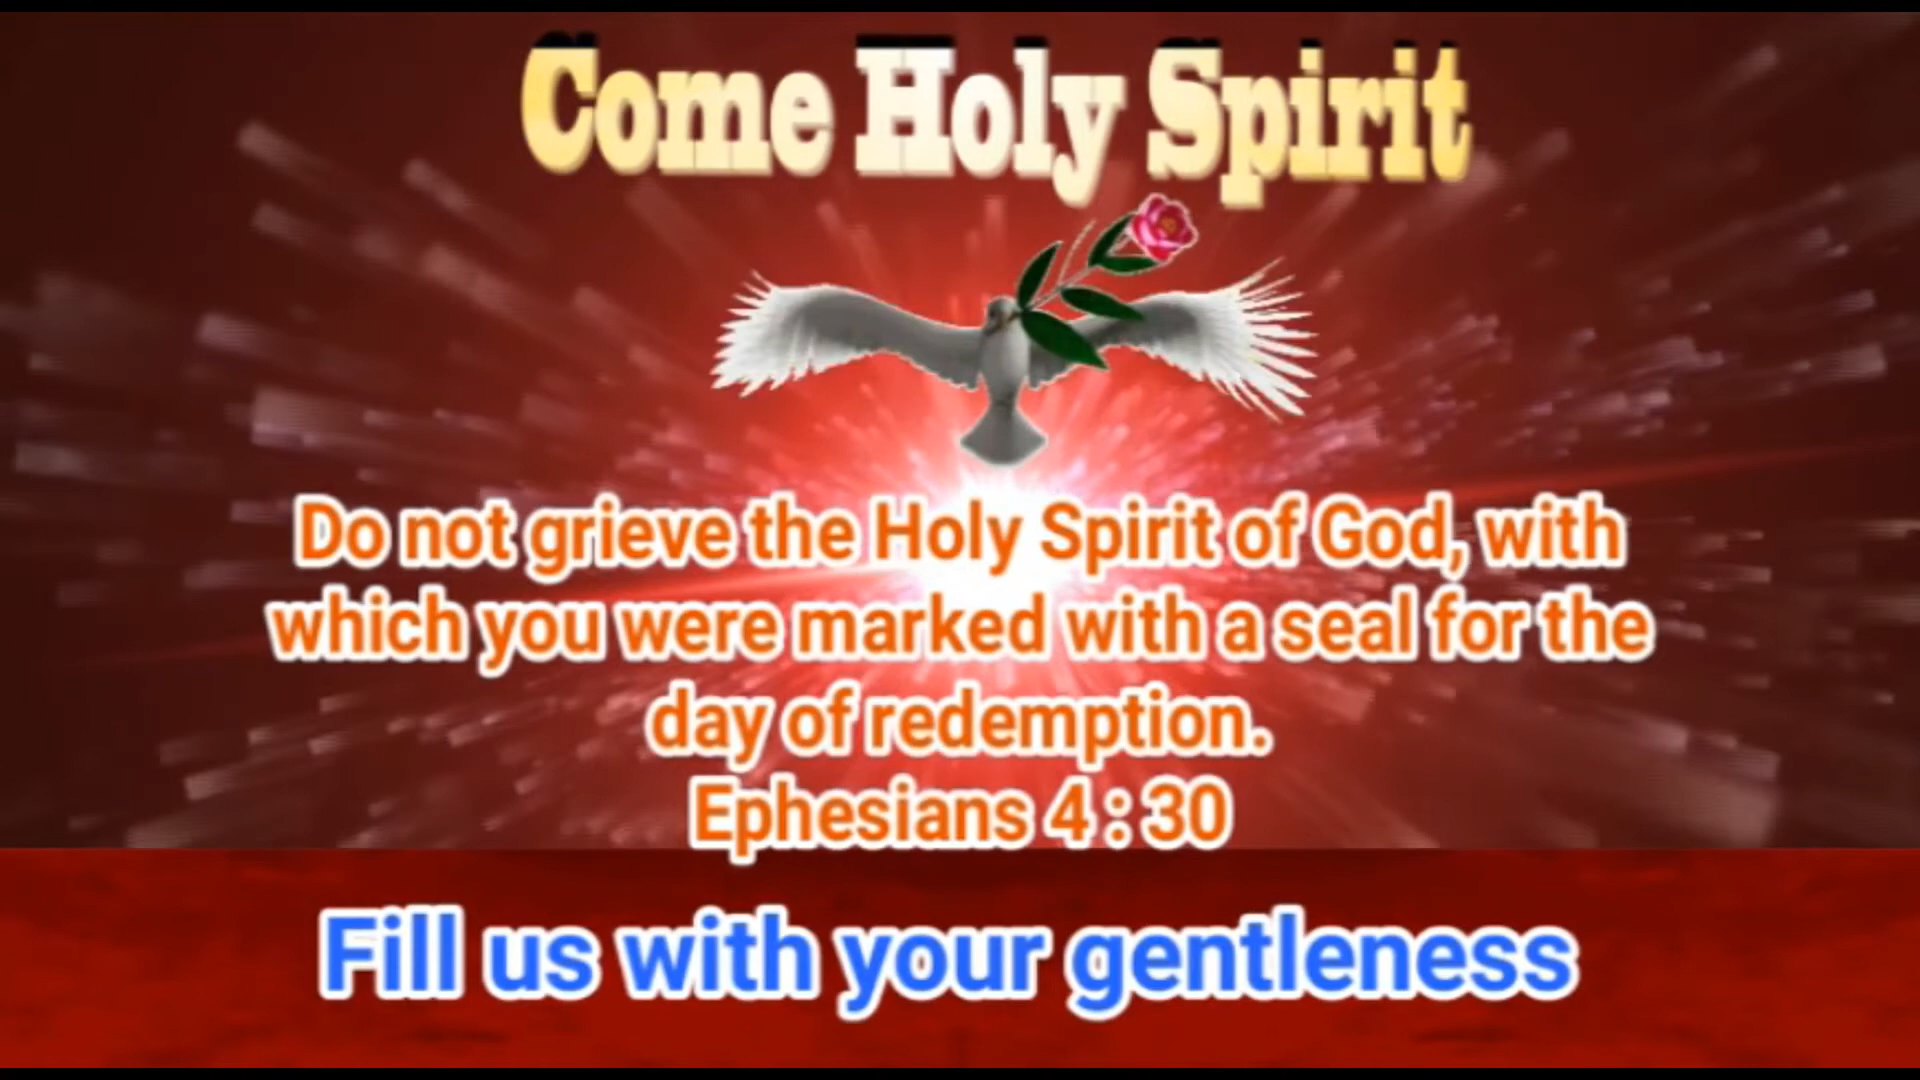 Come Holy Spirit
Do not grieve the Holy Spirit of God, with
which you were marked with a seal for the
day of redemption.
Ephesians 4 : 30
Fill us with your gentleness